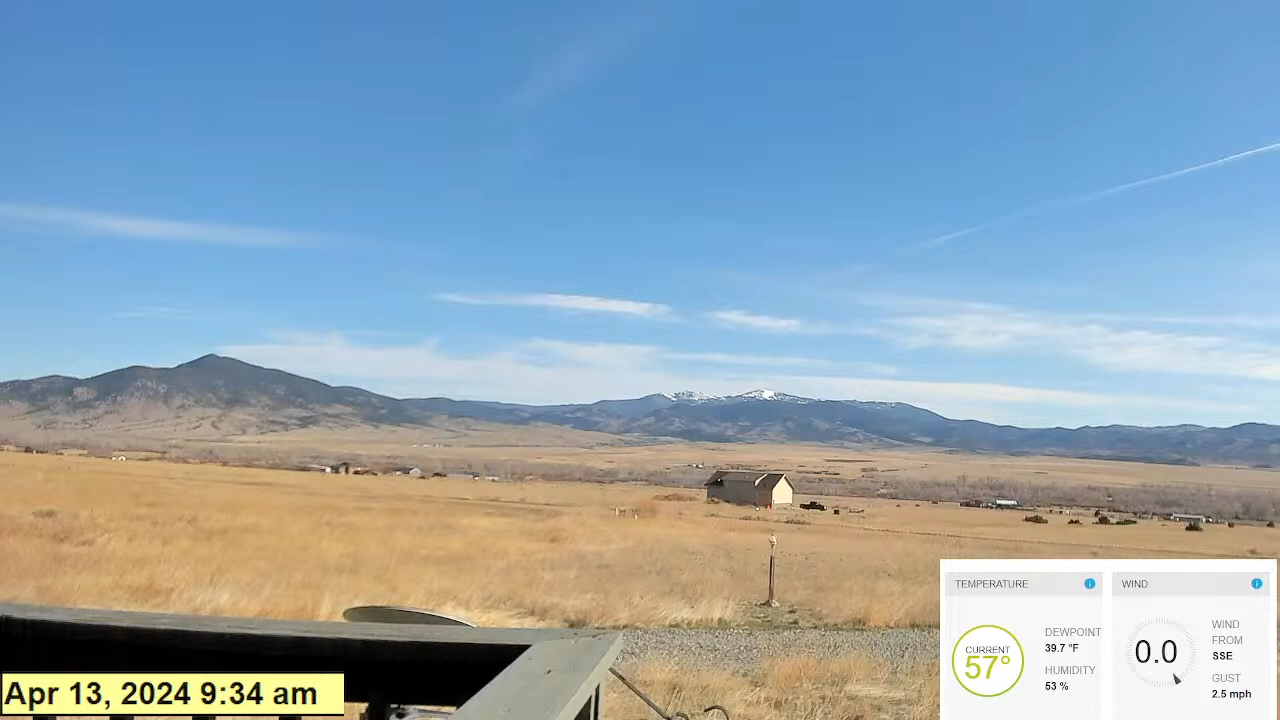 TEMPERATURE
CURRENT
57°
DEWPOINT
39.7 °F
HUMIDITY
53 %
WIND
0.0
WIND
FROM
SSE
GUST
2.5 mph
Apr 13, 2024 9:34 am